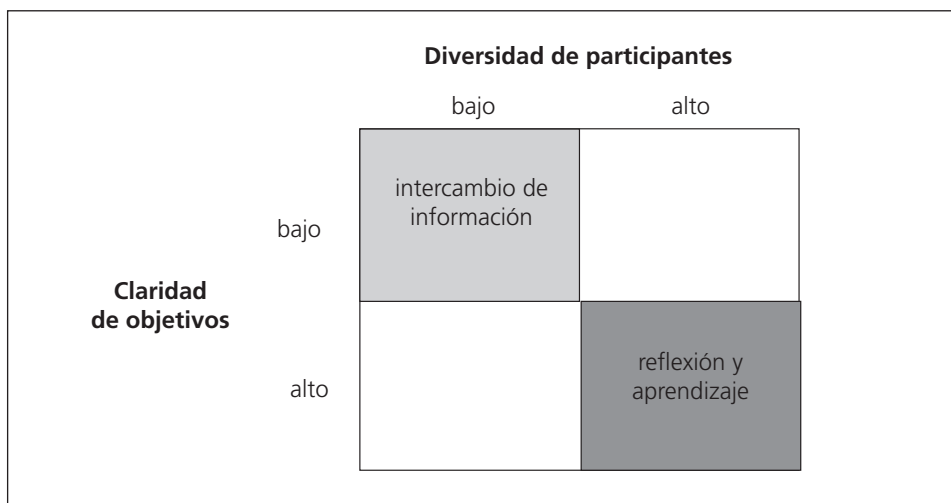 Diversidad de participantes
bajo alto
intercambio de
información
bajo
Claridad
de objetivos
reflexión y
aprendizaje
alto